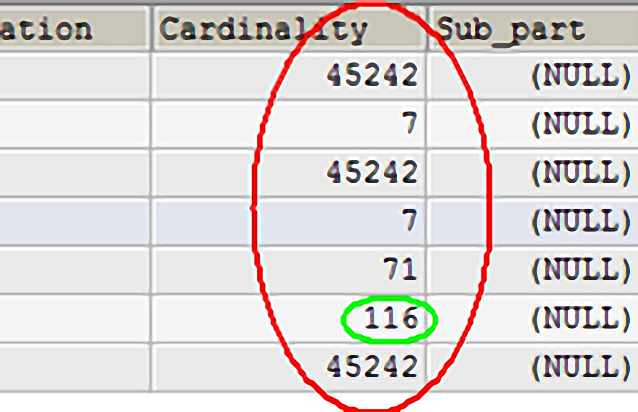 ation Cardinality Sub_part
45242 (NULL)
7 (NULL)
45242 (NULL)
7 (NULL)
71 (NULL)
116 (NULL)
45242 (NULL)